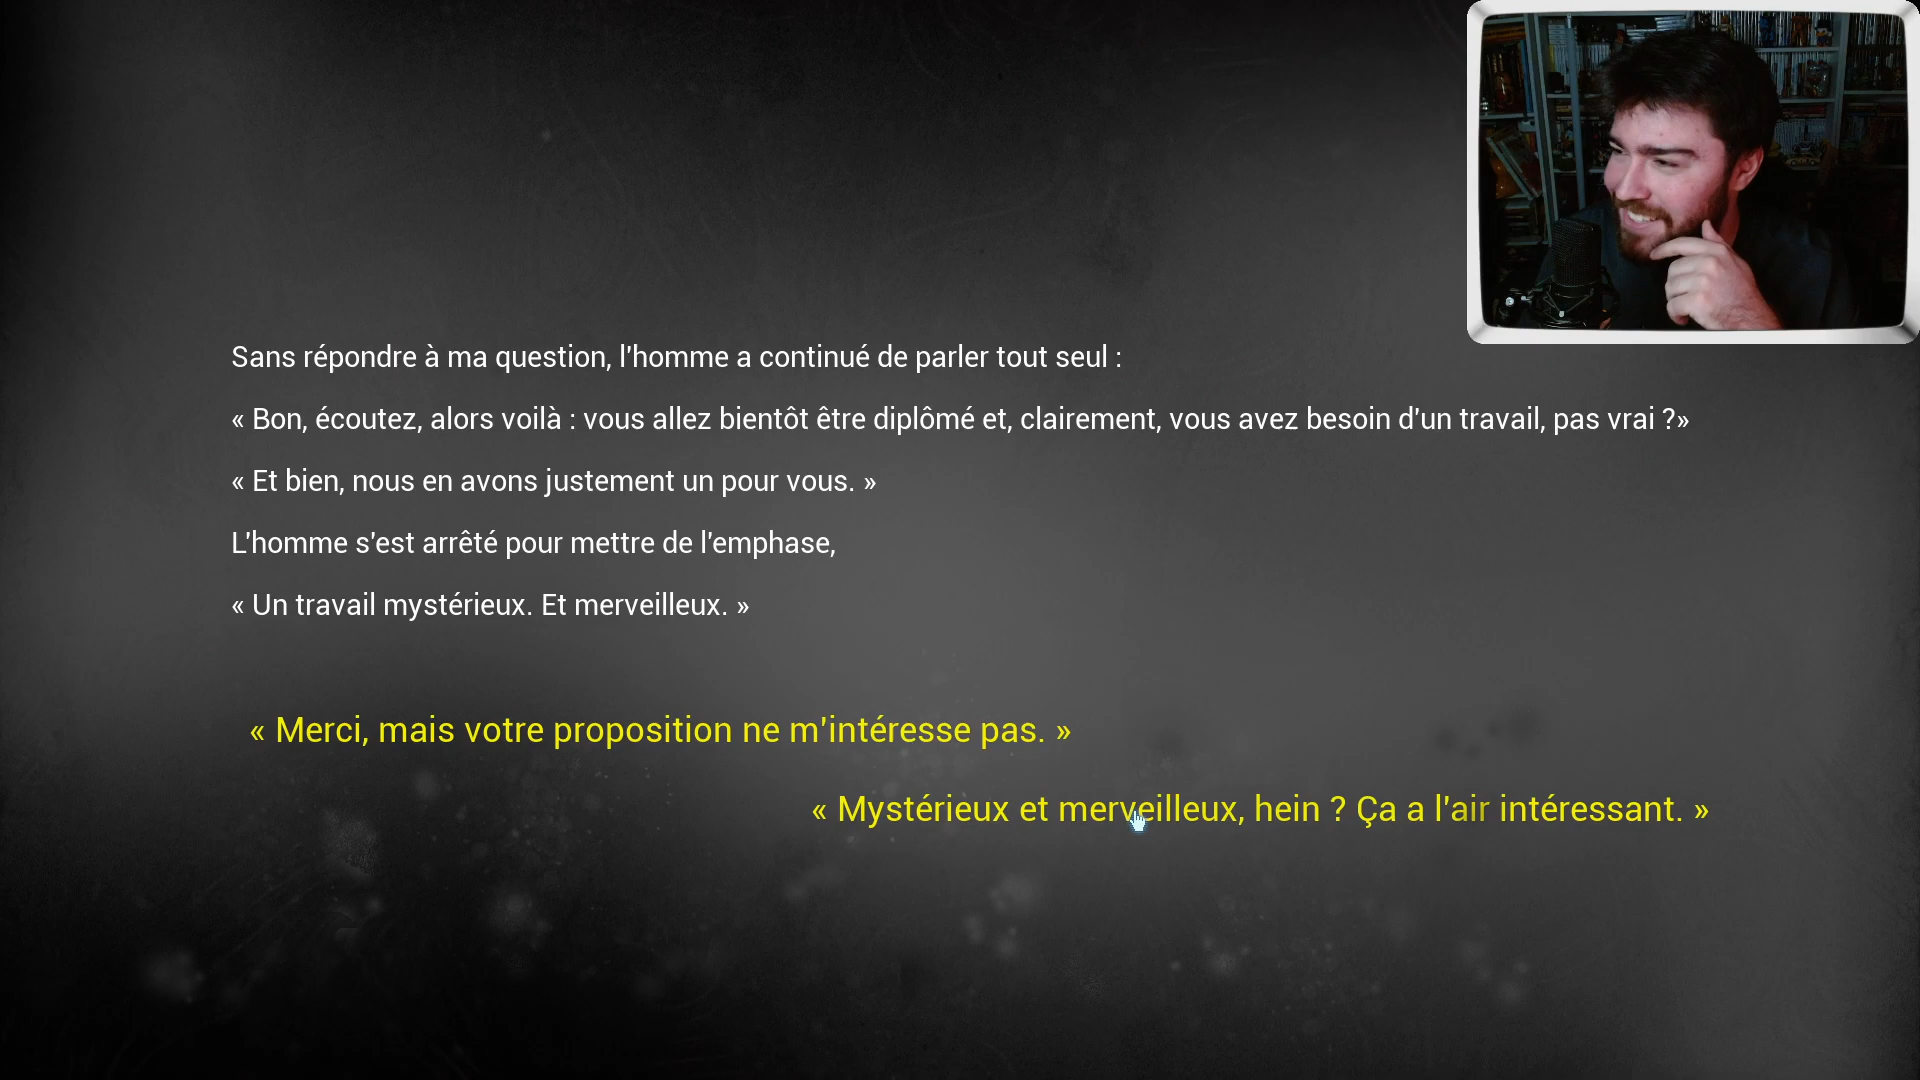 Sans répondre à ma question, l'homme a continué de parler tout seul :
« Bon, écoutez, alors voilà : vous allez bientôt être diplômé et, clairement, vous avez besoin d'un travail, pas vrai ?»
« Et bien, nous en avons justement un pour vous. »
L'homme s'est arrêté pour mettre de l'emphase,
« Un travail mystérieux. Et merveilleux. »
« Merci, mais votre proposition ne m'intéresse pas. »
« Mystérieux et merveilleux, hein ? Ça a l'air intéressant. »